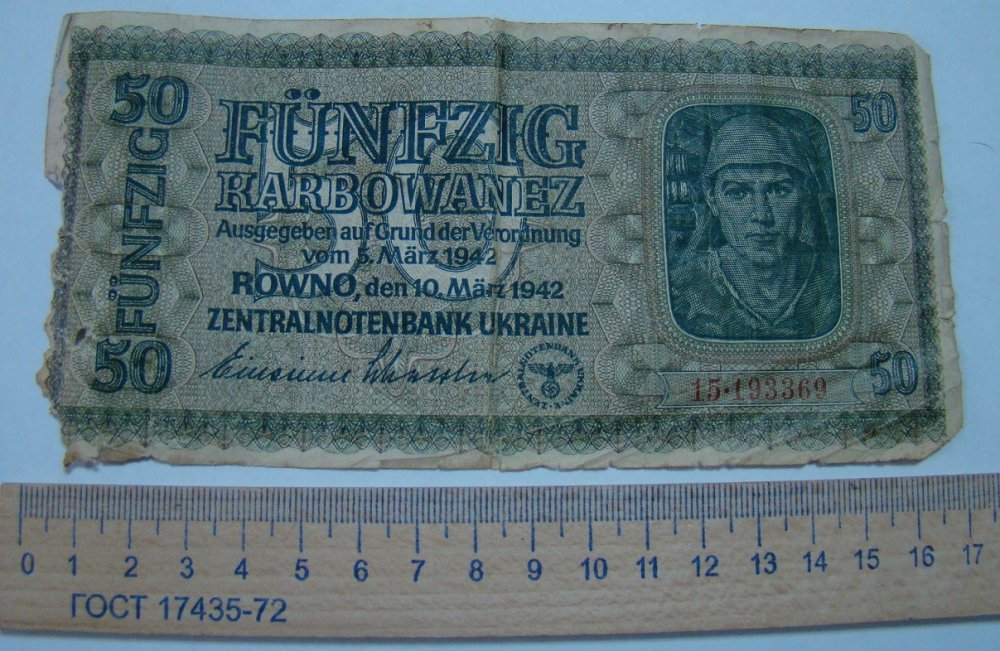 50
FÜNFZIG
50
FÜNFZIG
KARBOWANEZ
50
Ausgegeben auf Grund der Verordnung
vom 5. März 1942
ROWNO, den 10. März 1942
ZENTRALNOTENBANK UKRAINE
50
50
15·193369
0 1 2 3 4 5 6 7 8 9 10 11 12 13 14 15 16 17
ГОСТ 17435-72